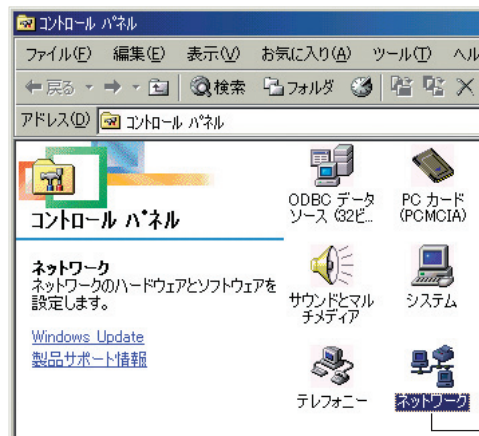 コントロール パネル
ファイル(F) 編集(E) 表示(V) お気に入り(A) ツール(T) ヘル
戻る 検索 フォルダ
アドレス(D) コントロール パネル
コントロール パネル
ネットワーク
ネットワークのハードウェアとソフトウェアを
設定します。
Windows Update
製品サポート情報
ODBC データ
ソース (32ビ...
PC カード
(PCMCIA)
サウンドとマル
チメディア
システム
テレフォニー
ネットワーク